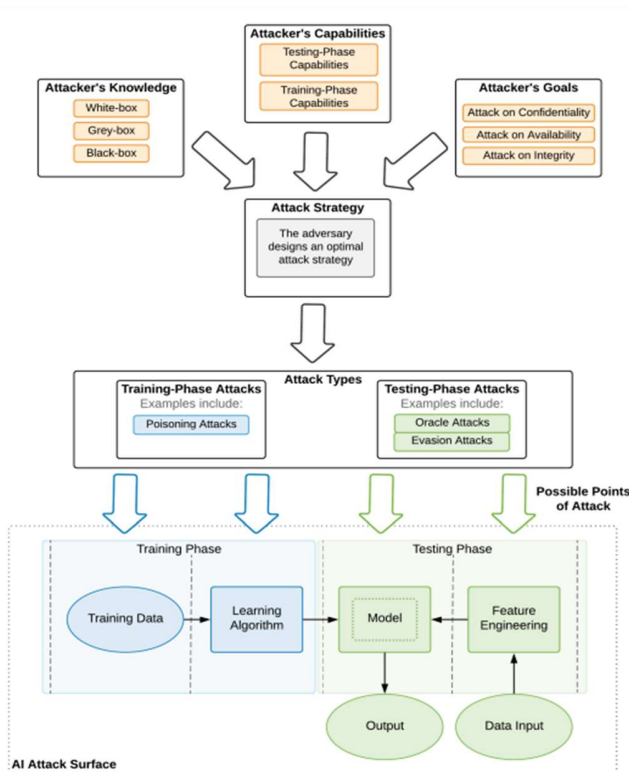 Attacker's Capabilities
Testing-Phase
Capabilities
Training-Phase
Capabilities
Attacker's Knowledge
White-box
Grey-box
Black-box
Attacker's Goals
Attack on Confidentiality
Attack on Availability
Attack on Integrity
Attack Strategy
The adversary
designs an optimal
attack strategy
Attack Types
Training-Phase Attacks
Examples include:
Poisoning Attacks
Testing-Phase Attacks
Examples include:
Oracle Attacks
Evasion Attacks
Possible Points
of Attack
Training Phase
Testing Phase
Training Data
Learning
Algorithm
Model
Feature
Engineering
Output
Data Input
AI Attack Surface